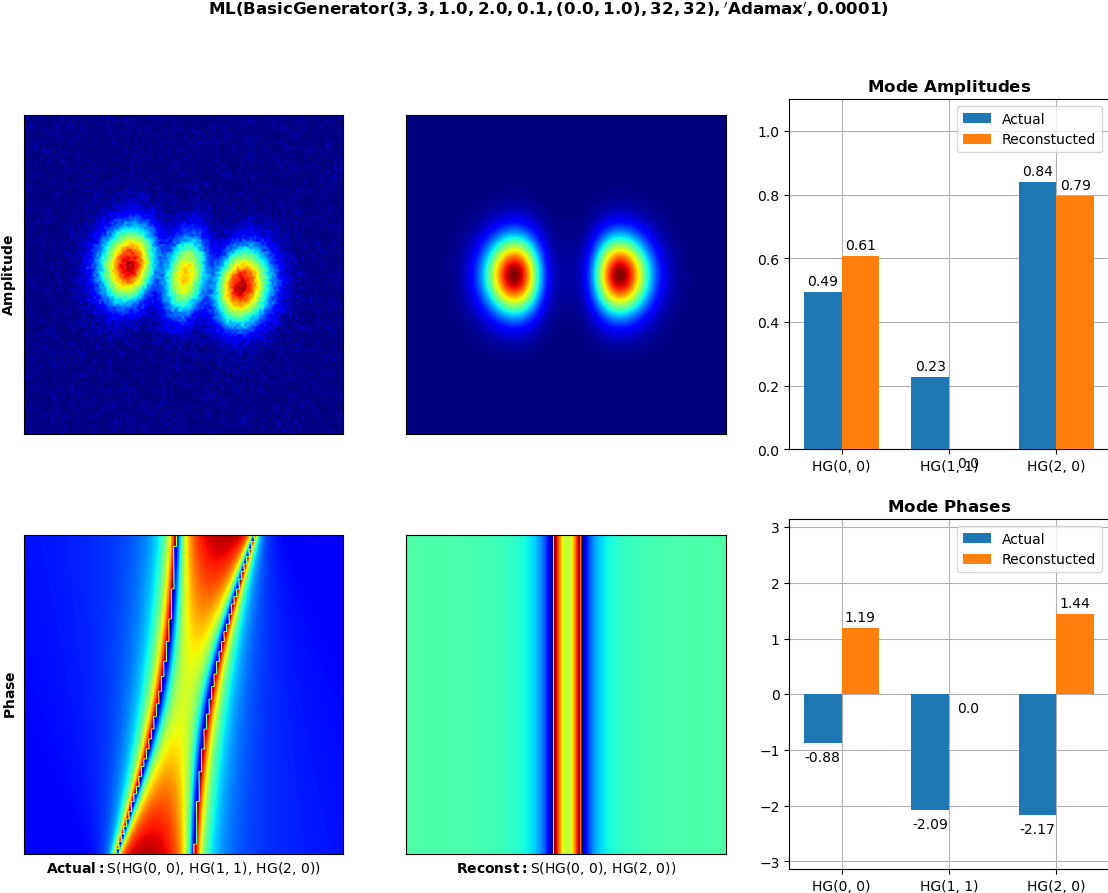 ML(BasicGenerator(3, 3, 1.0, 2.0, 0.1, (0.0, 1.0), 32, 32), ′Adamax′, 0.0001)
Amplitude
Mode Amplitudes
Actual
Reconstucted
1.0
0.8
0.6
0.4
0.2
0.0
0.49
0.61
0.23
0.0
0.84
0.79
HG(0, 0)
HG(1, 1)
HG(2, 0)
Phase
Actual: S(HG(0, 0), HG(1, 1), HG(2, 0))
Reconst: S(HG(0, 0), HG(2, 0))
Mode Phases
Actual
Reconstucted
3
2
1
0
−1
−2
−3
-0.88
1.19
-2.09
0.0
-2.17
1.44
HG(0, 0)
HG(1, 1)
HG(2, 0)